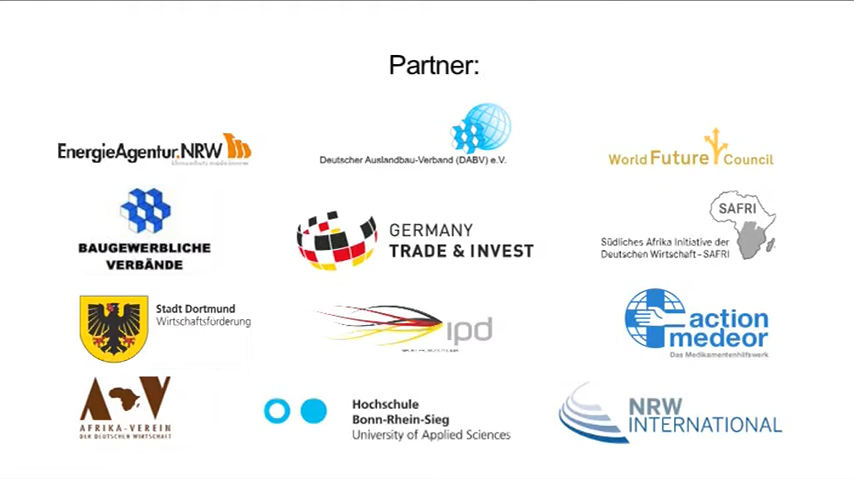 Partner:
EnergieAgentur.NRW
Deutscher Auslandbau-Verband (DABV) e.V.
World Future Council
BAUGEWERBLICHE
VERBÄNDE
GERMANY
TRADE & INVEST
SAFRI
Südliches Afrika Initiative der
Deutschen Wirtschaft-SAFRI
Stadt Dortmund
Wirtschaftsförderung
ipd
action
medeor
Das Medikamentenhilfswerk
A V
AFRIKA-VEREIN
DER DEUTSCHEN WIRTSCHAFT
Hochschule
Bonn-Rhein-Sieg
University of Applied Sciences
NRW
INTERNATIONAL